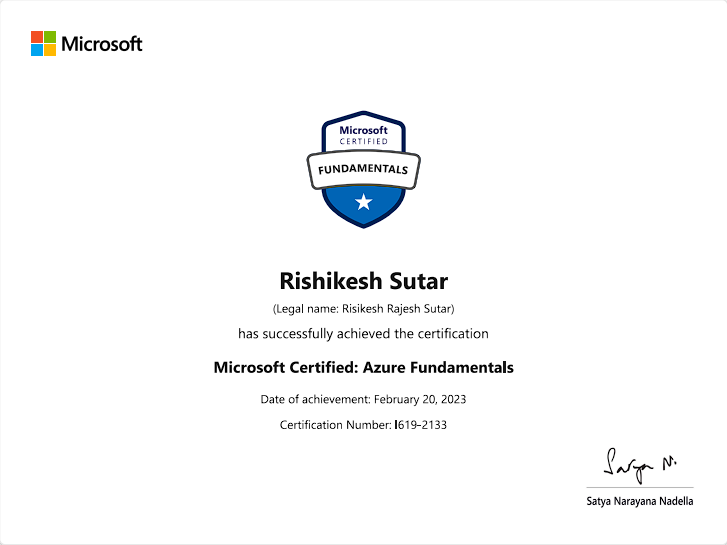 Microsoft
Microsoft
CERTIFIED
FUNDAMENTALS
Rishikesh Sutar
(Legal name: Risikesh Rajesh Sutar)
has successfully achieved the certification
Microsoft Certified: Azure Fundamentals
Date of achievement: February 20, 2023
Certification Number: I619-2133
Satya N.
Satya Narayana Nadella